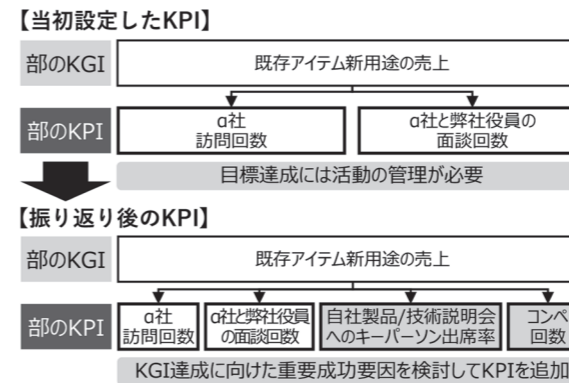 【当初設定したKPI】
部のKGI
既存アイテム新用途の売上
部のKPI
α社
訪問回数
α社と弊社役員の
面談回数
目標達成には活動の管理が必要
【振り返り後のKPI】
部のKGI
既存アイテム新用途の売上
部のKPI
α社
訪問回数
α社と弊社役員
の面談回数
自社製品/技術説明会
へのキーパーソン出席率
コンペ
回数
KGI達成に向けた重要成功要因を検討してKPIを追加